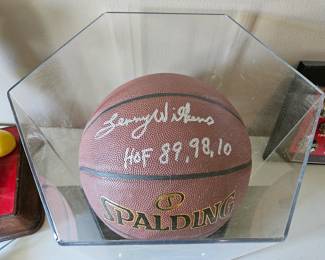 Lenny Wilkens
HOF 89, 98, 10
SPALDING